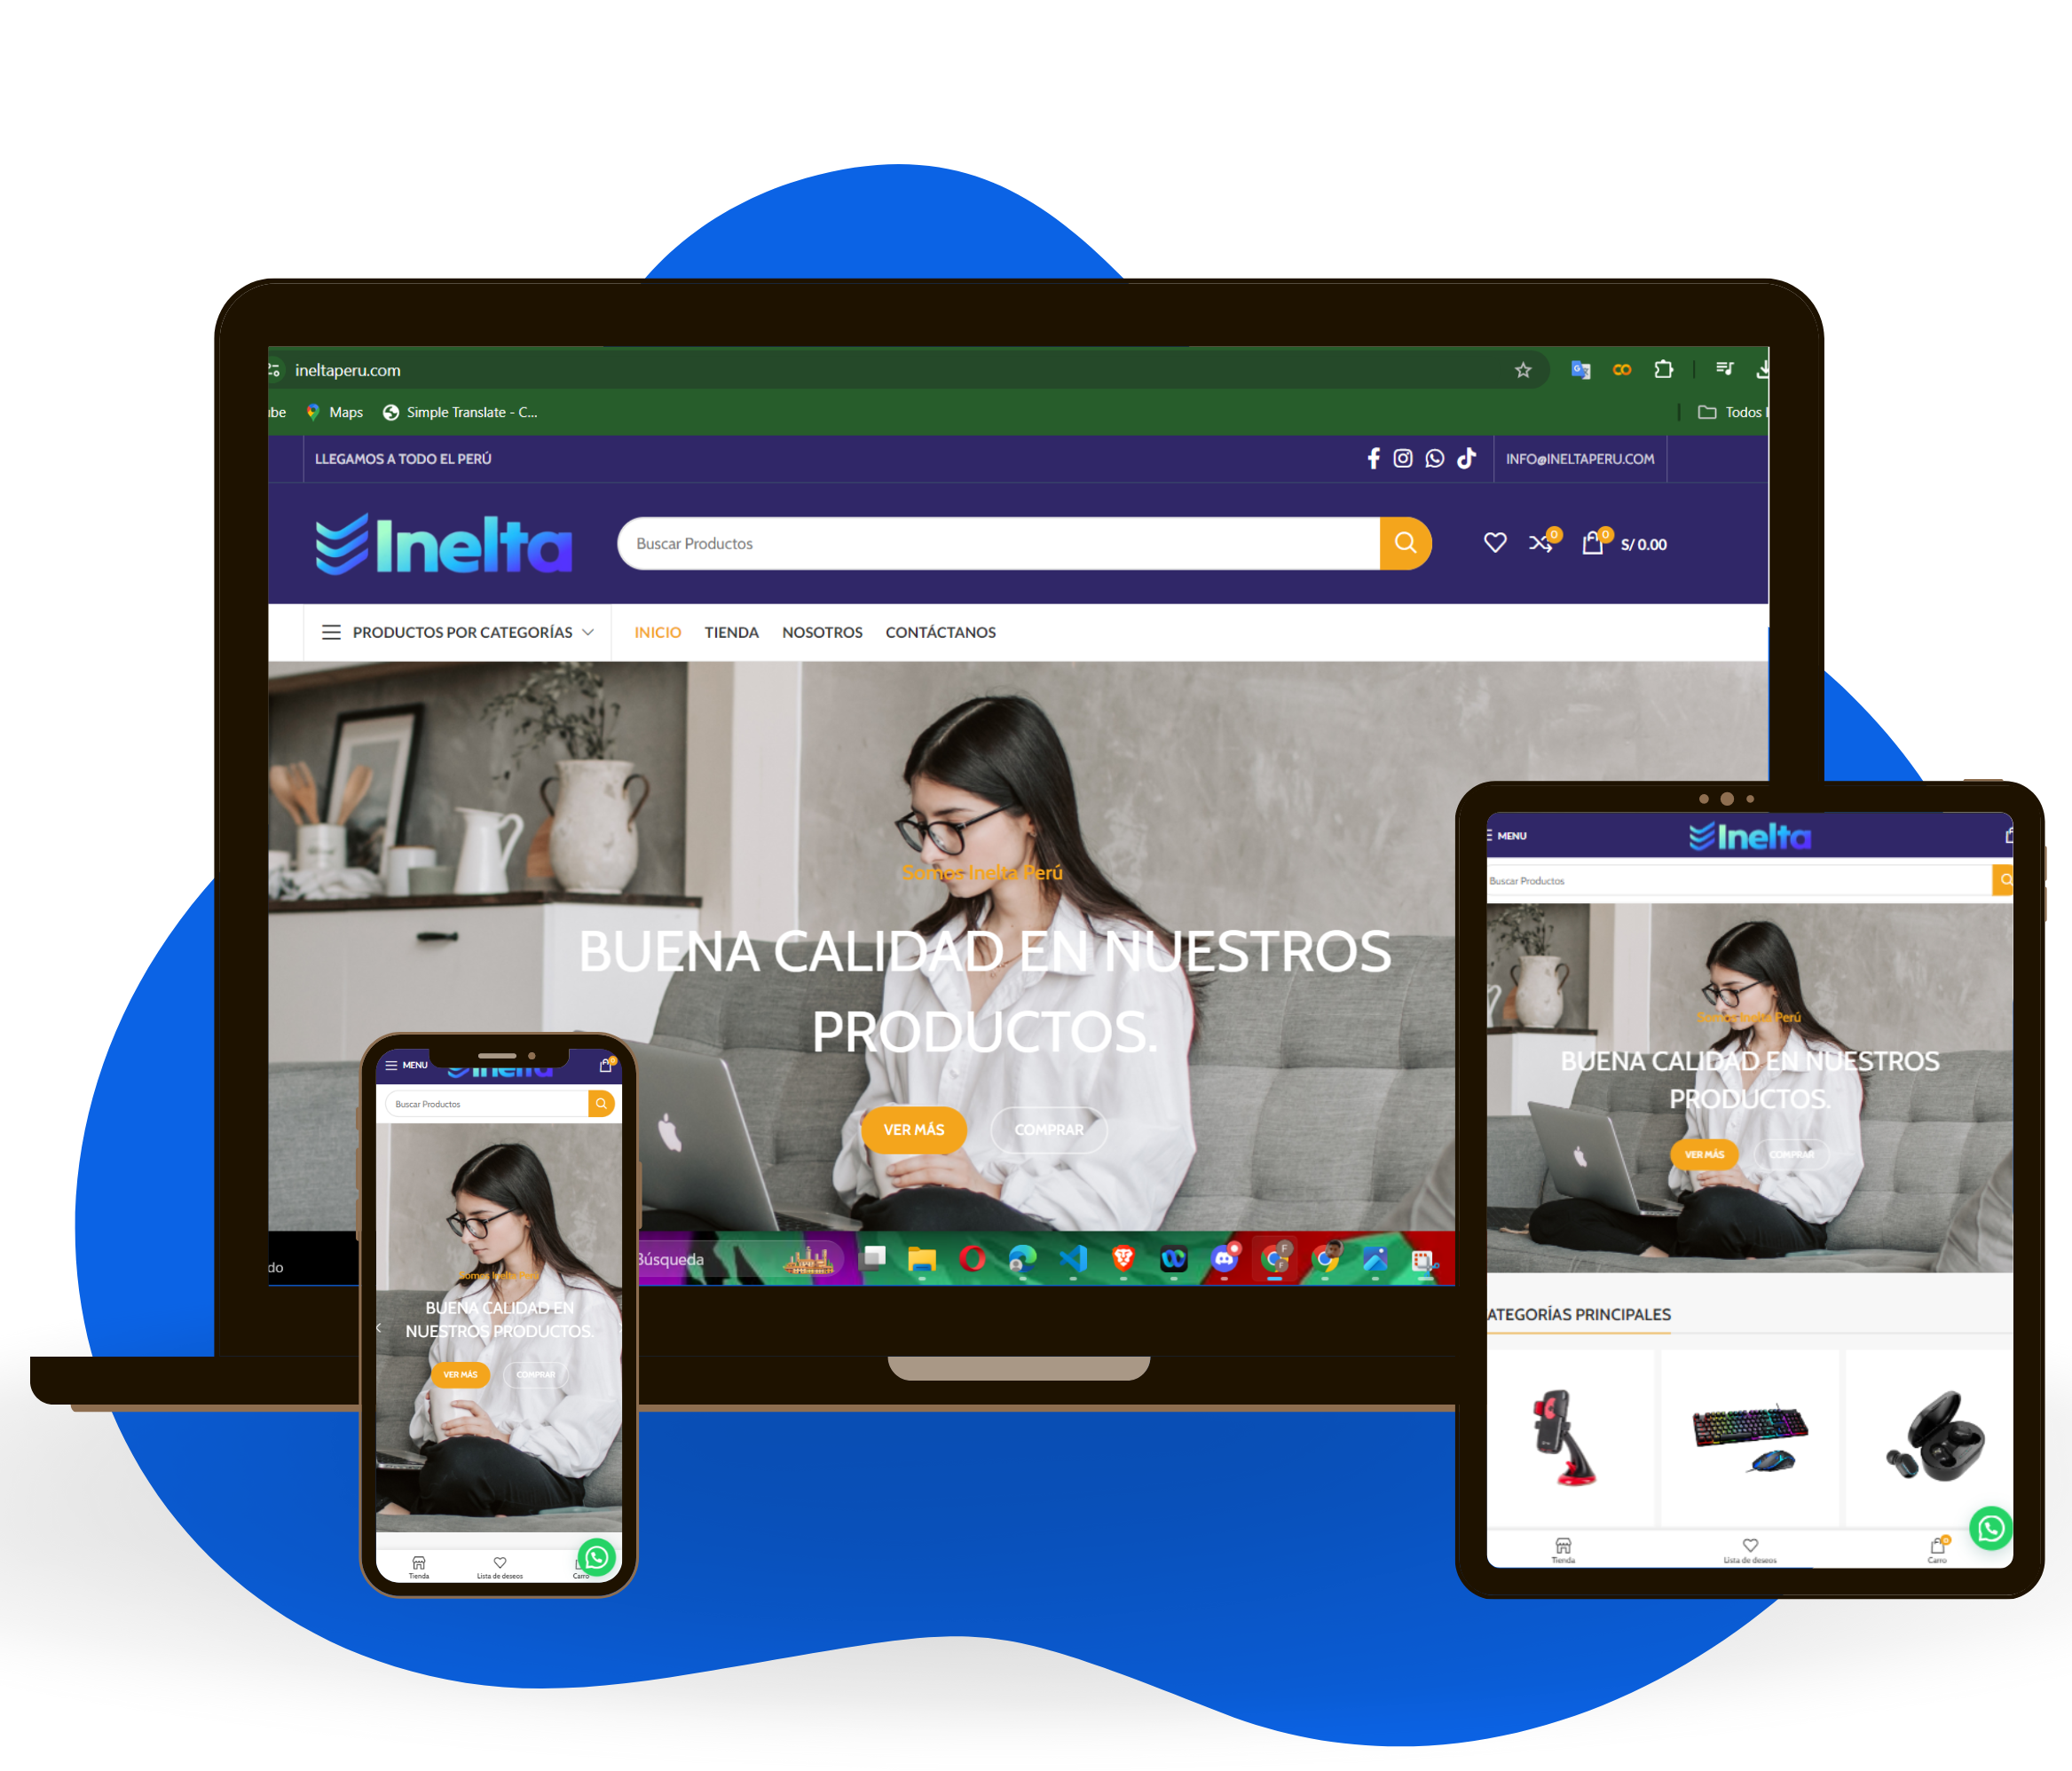 ineltaperu.com
Maps
Simple Translate - C...
Todos
LLEGAMOS A TODO EL PERÚ
INFO@INELTAPERU.COM
Inelta
Buscar Productos
0
0
S/ 0.00
PRODUCTOS POR CATEGORÍAS
INICIO
TIENDA
NOSOTROS
CONTÁCTANOS
Somos Inelta Perú
BUENA CALIDAD EN NUESTROS
PRODUCTOS.
VER MÁS
COMPRAR
do
Búsqueda
MENU
Inelta
0
Buscar Productos
Somos Inelta Perú
BUENA CALIDAD EN
NUESTROS PRODUCTOS.
VER MÁS
COMPRAR
Tienda
Lista de deseos
Carro
MENU
Inelta
Buscar Productos
Somos Inelta Perú
BUENA CALIDAD EN NUESTROS
PRODUCTOS.
VER MÁS
COMPRAR
ATEGORÍAS PRINCIPALES
Tienda
Lista de deseos
0
Carro